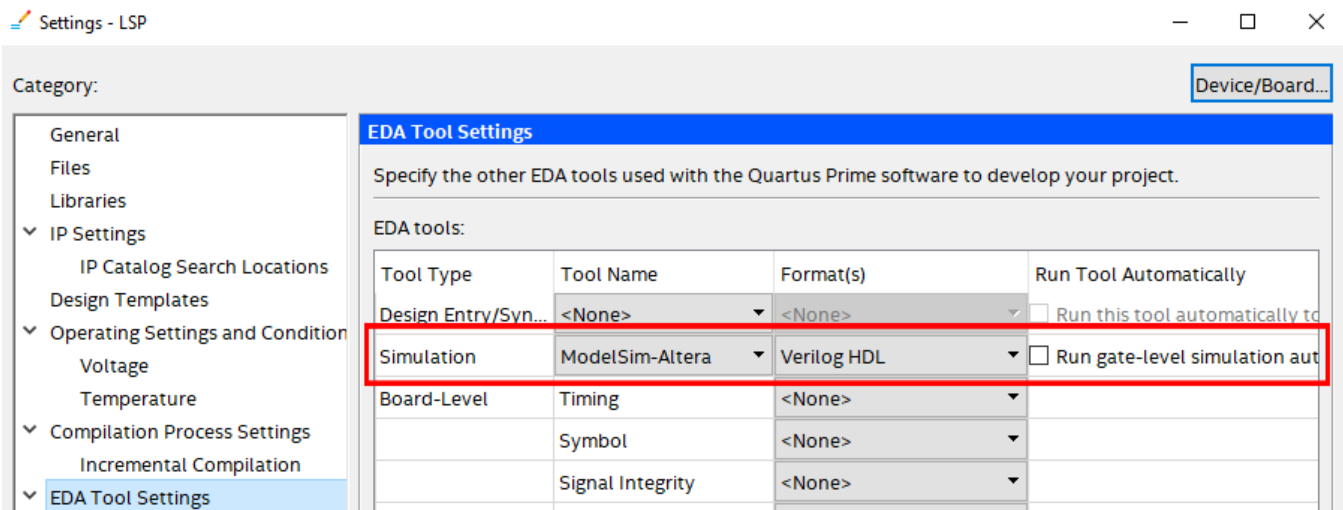 Settings - LSP
Category:
Device/Board...
General
Files
Libraries
IP Settings
IP Catalog Search Locations
Design Templates
Operating Settings and Condition
Voltage
Temperature
Compilation Process Settings
Incremental Compilation
EDA Tool Settings
EDA Tool Settings
Specify the other EDA tools used with the Quartus Prime software to develop your project.
EDA tools:
Tool Type Tool Name Format(s) Run Tool Automatically
Design Entry/Syn... <None> <None> Run this tool automatically to
Simulation ModelSim-Altera Verilog HDL Run gate-level simulation aut
Board-Level Timing <None>
Symbol <None>
Signal Integrity <None>